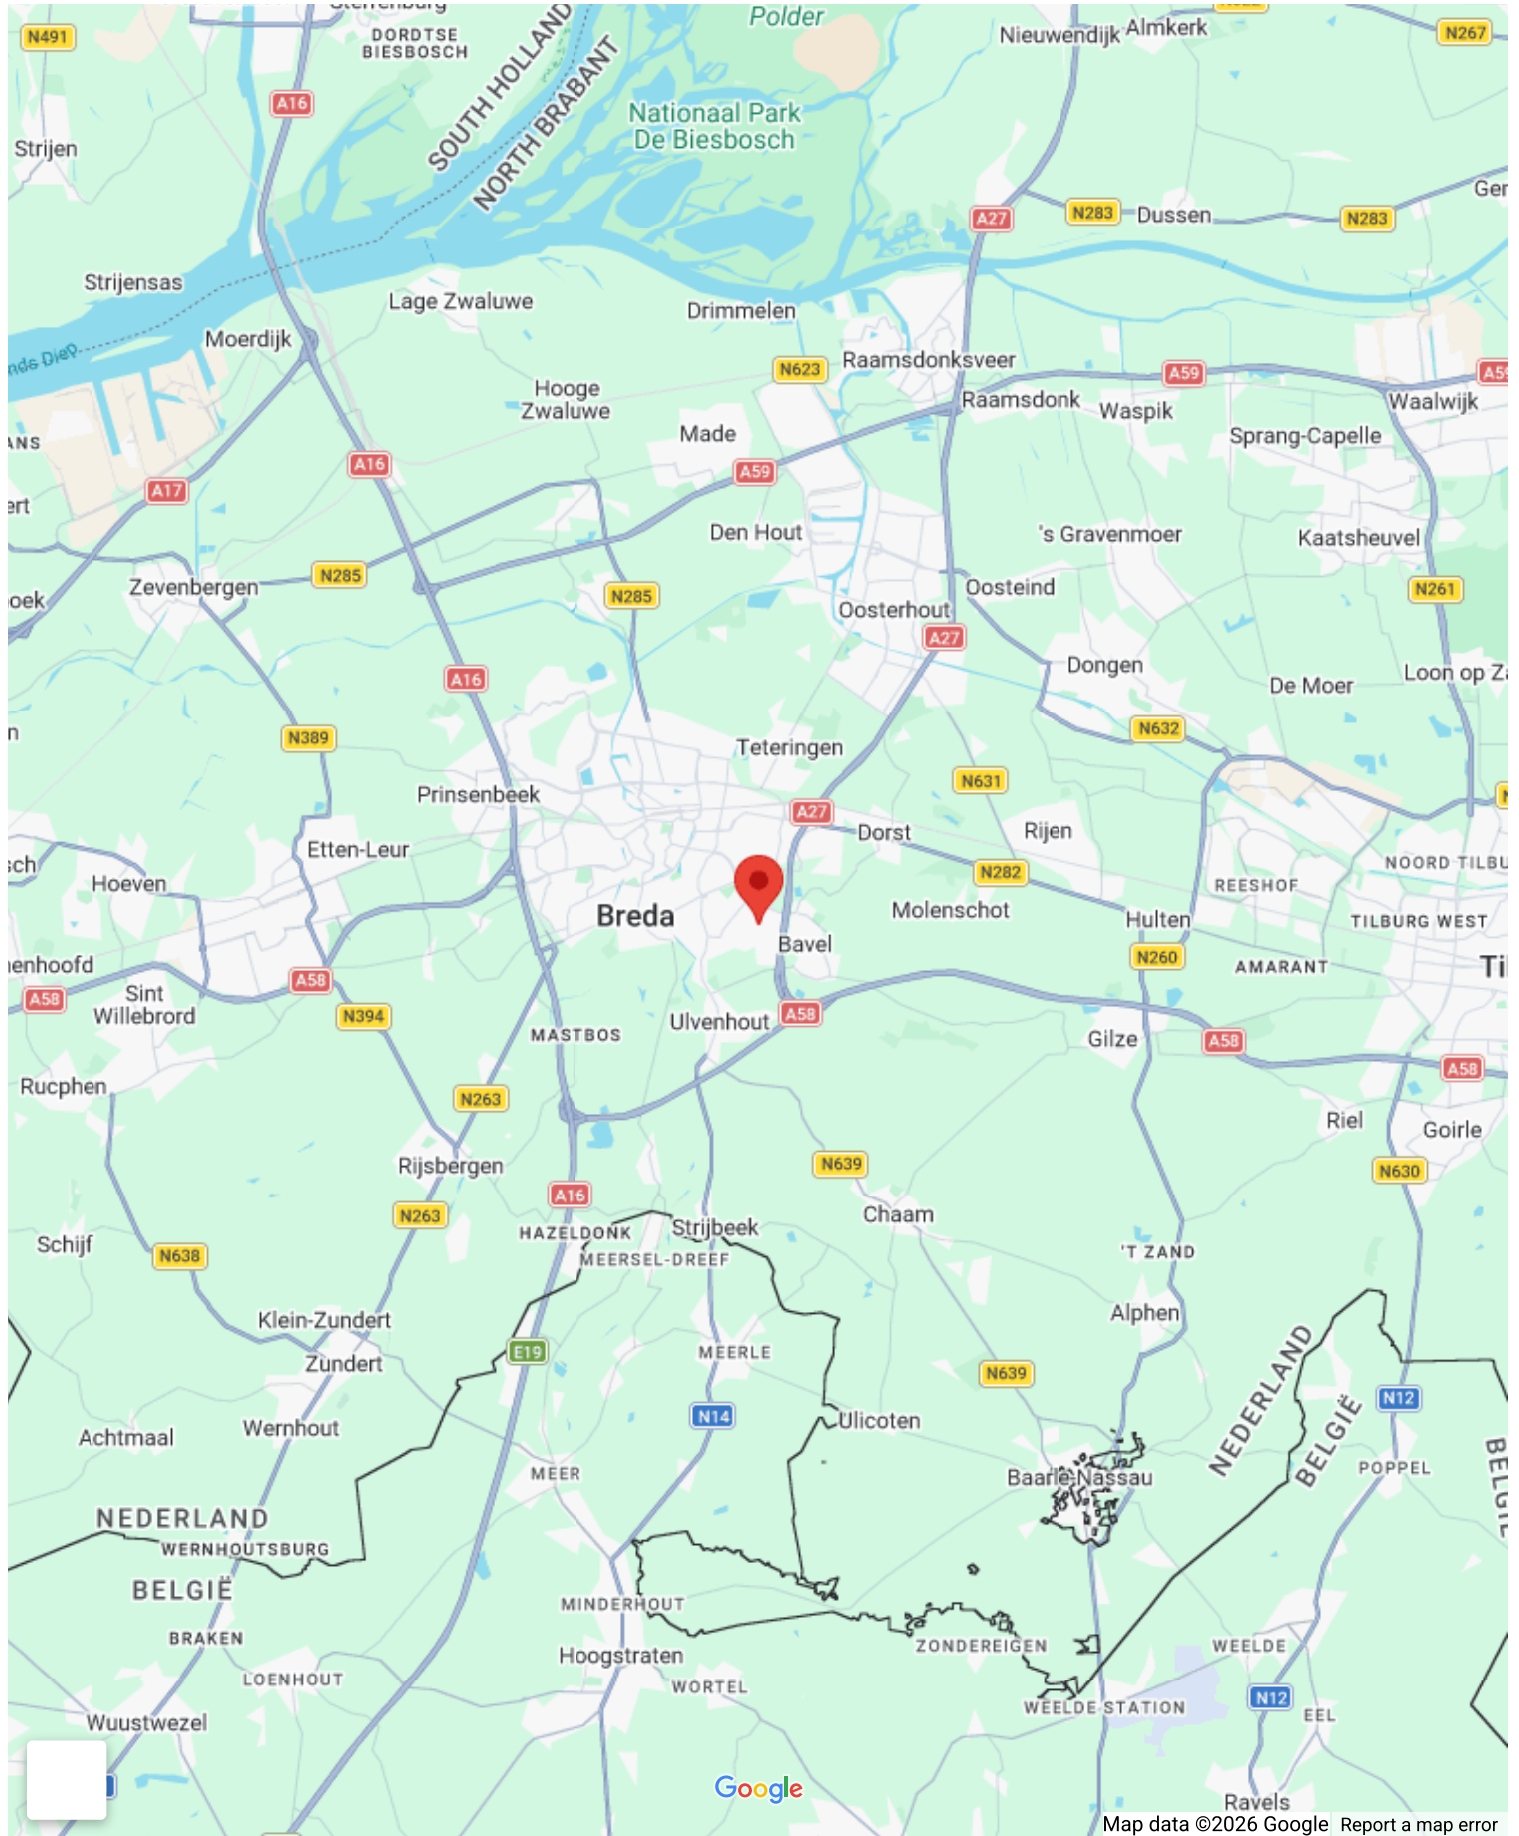 Sterrenburg
Polder
N491
DORDTSE
BIESBOSCH
Nieuwendijk
Almkerk
N267
A16
SOUTH HOLLAND
NORTH BRABANT
Nationaal Park
De Biesbosch
Strijen
A27
N283
Dussen
N283
Strijensas
Lage Zwaluwe
Drimmelen
Moerdijk
Raamsdonksveer
N623
A59
Hooge
Zwaluwe
Raamsdonk
Waspik
Waalwijk
Made
Sprang-Capelle
A16
A59
A17
Den Hout
's Gravenmoer
Kaatsheuvel
N285
Zevenbergen
N285
Oosteind
N261
Oosterhout
A27
Dongen
A16
De Moer
N389
Teteringen
N632
Prinsenbeek
N631
A27
Dorst
Rijen
Etten-Leur
NOORD
N282
Hoeven
REESHOF
Breda
Molenschot
Hulten
TILBURG WEST
Bavel
N260
AMARANT
A58
A58
Sint
Willebrord
N394
Ulvenhout
A58
MASTBOS
Gilze
A58
A58
Rucphen
N263
Riel
Goirle
Rijsbergen
N639
N630
A16
N263
Chaam
HAZELDONK
Strijbeek
Schijf
N638
MEERSEL-DREEF
'T ZAND
Klein-Zundert
Alphen
E19
MEERLE
Zundert
N639
NEDERLAND
BELGIË
N12
N14
Ulicoten
Wernhout
Achtmaal
MEER
Baarle-Nassau
POPPEL
NEDERLAND
WERNHOUTSBURG
BELGIË
MINDERHOUT
BRAKEN
Hoogstraten
ZONDEREIGEN
WEELDE
LOENHOUT
WORTEL
N12
WEELDE STATION
EEL
Wuustwezel
Google
Ravels
Map data ©2026 Google
Report a map error